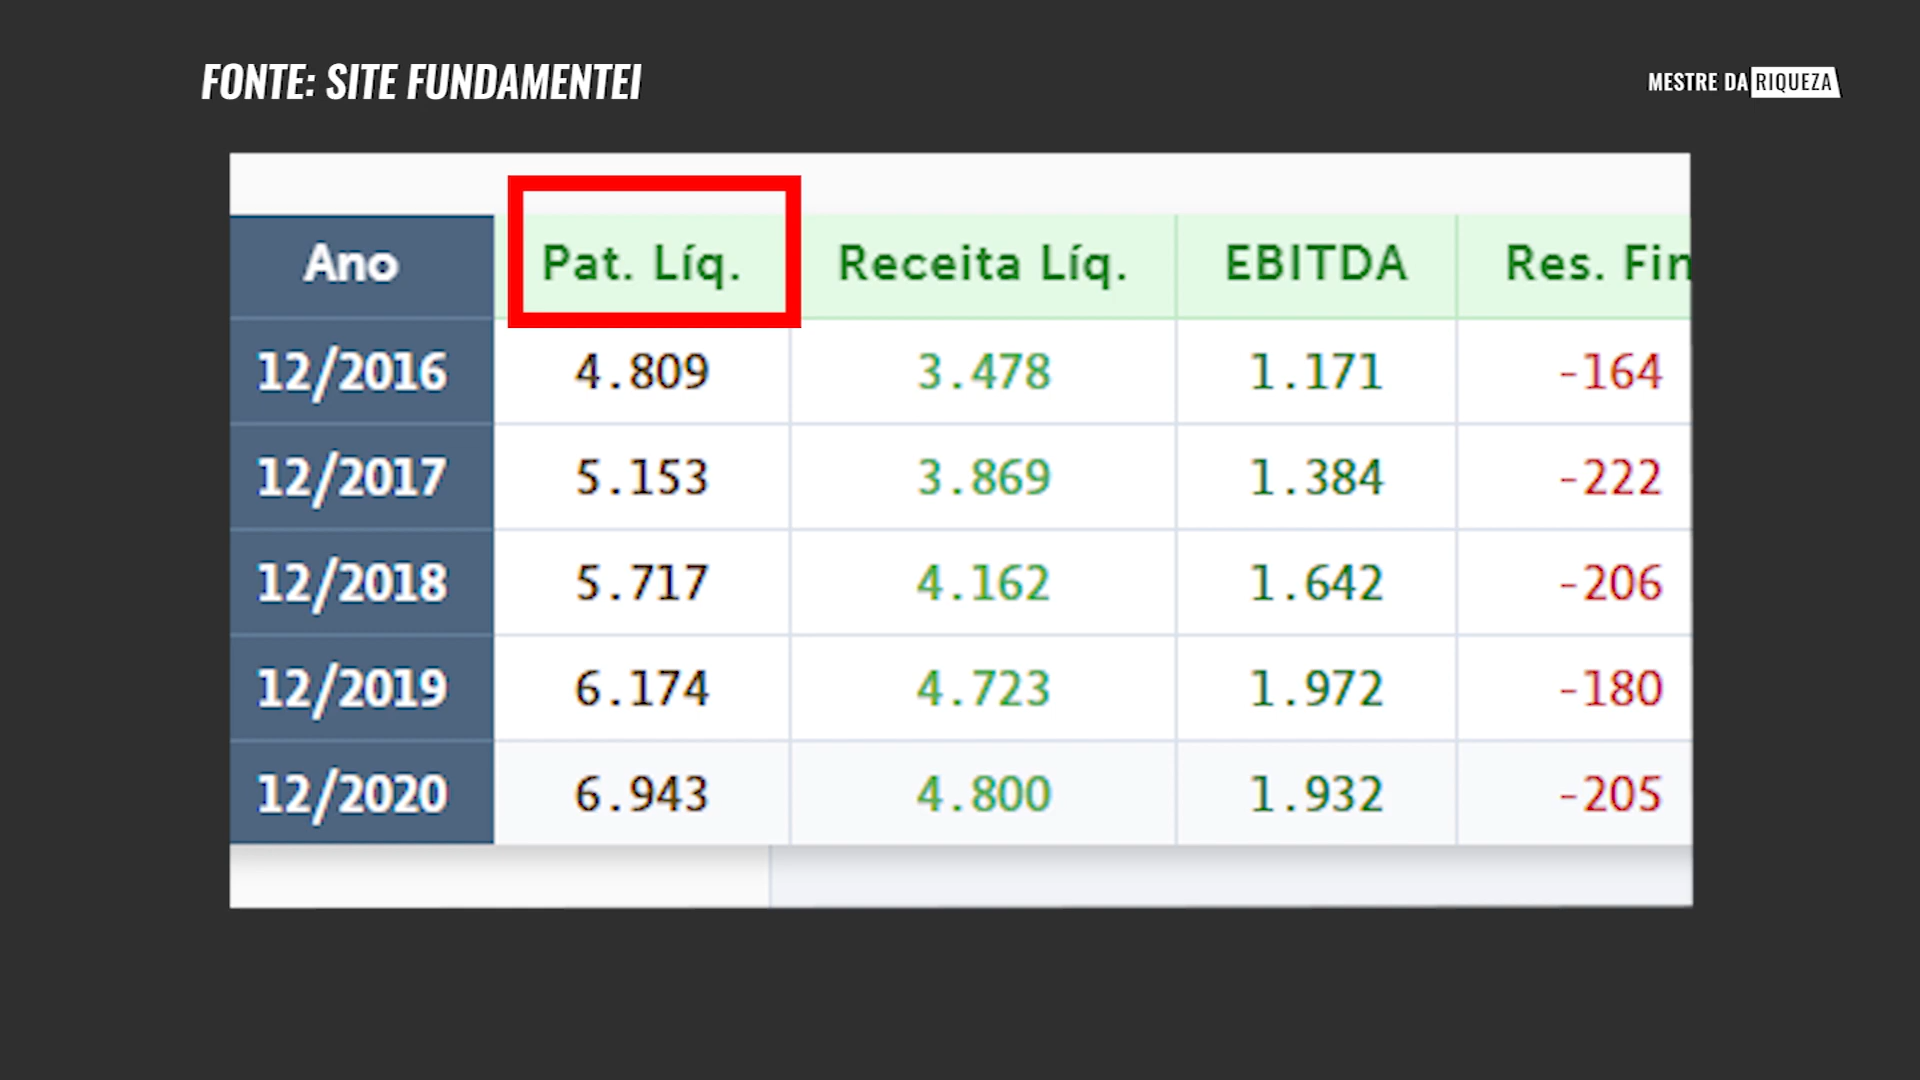 FONTE: SITE FUNDAMENTEI
MESTRE DA RIQUEZA
Ano Pat. Líq. Receita Líq. EBITDA Res. Fin
12/2016 4.809 3.478 1.171 -164
12/2017 5.153 3.869 1.384 -222
12/2018 5.717 4.162 1.642 -206
12/2019 6.174 4.723 1.972 -180
12/2020 6.943 4.800 1.932 -205